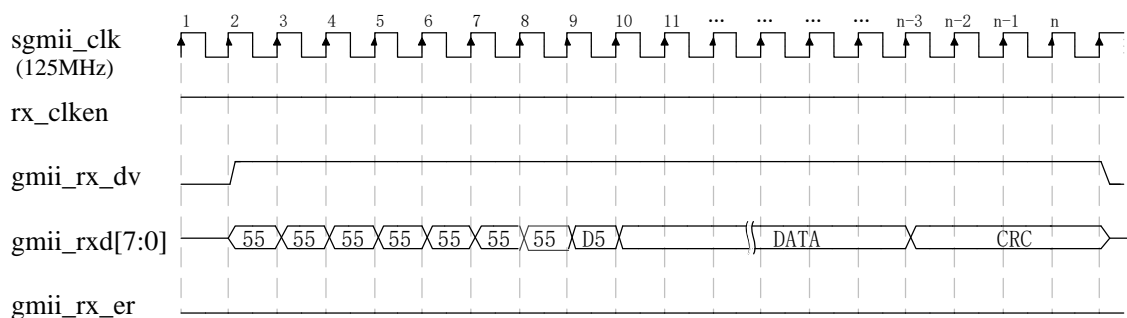 1 2 3 4 5 6 7 8 9 10 11 ... ... ... ... n-3 n-2 n-1 n
sgmii_clk
(125MHz)
rx_clken
gmii_rx_dv
gmii_rxd[7:0] 55 55 55 55 55 55 55 D5 DATA CRC
gmii_rx_er